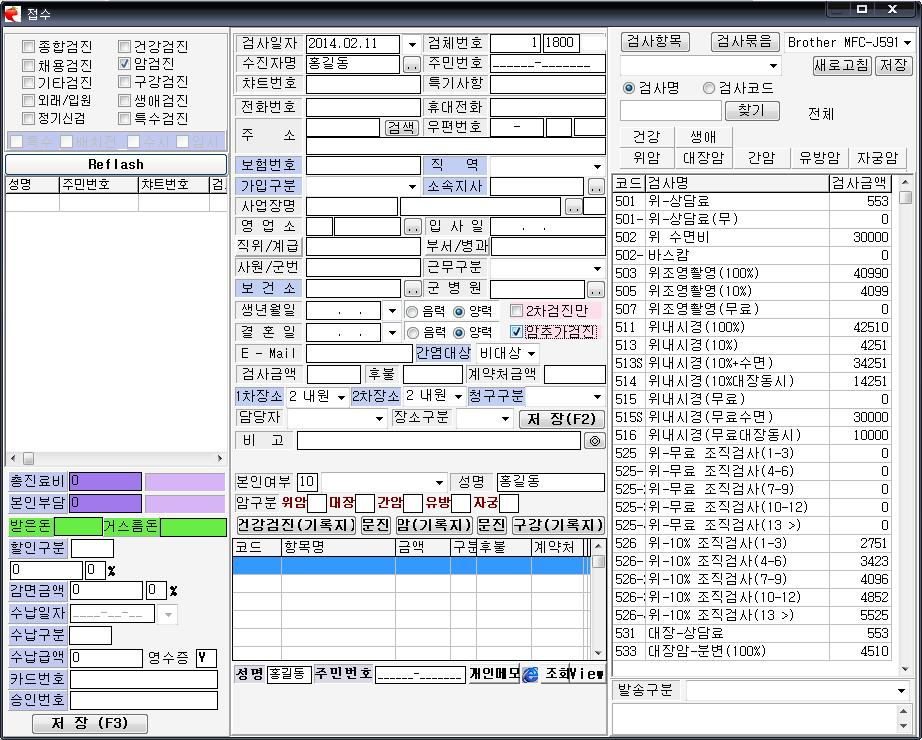 접수
종합검진 건강검진
채용검진 암검진
기타검진 구강검진
외래/입원 생애검진
정기신검 특수검진
특수 배치전 수시 일시
Reflash
성명 주민번호 챠트번호 검
총진료비 0
본인부담 0
받은돈 거스름돈
할인구분
0 0 %
감면금액 0 0 %
수납일자 ____-__-__
수납구분
수납금액 0 영수증 Y
카드번호
승인번호
저 장 (F3)
검사일자 2014.02.11 검체번호 1 1800
수진자명 홍길동 .. 주민번호 ______-_______
챠트번호 특기사항
전화번호 휴대전화
주 소 검색 우편번호 -
보험번호 직 역
가입구분 소속지사 ..
사업장명 ..
영 업 소 .. 입 사 일 . .
직위/계급 부서/병과
사원/군번 근무구분
보 건 소 .. 군 병 원 ..
생년월일 . . 음력 양력 2차검진만
결 혼 일 . . 음력 양력 암추가검진
E - Mail 간염대상 비대상
검사금액 후불 계약처금액
1차장소 2 내원 2차장소 2 내원 청구구분
담당자 장소구분 저 장(F2)
비 고 ◎
본인여부 10 성명 홍길동
암구분 위암 대장 간암 유방 자궁
건강검진(기록지) 문진 암(기록지) 문진 구강(기록지)
코드 항목명 금액 구분 후불 계약처
성명 홍길동 주민번호 ______-_______ 개인메모 조회View
검사항목 검사묶음 Brother MFC-J591
새로고침 저장
검사명 검사코드
찾기 전체
건강 생애
위암 대장암 간암 유방암 자궁암
코드 검사명 검사금액
501 위-상담료 553
501- 위-상담료(무) 0
502 위 수면비 30000
502- 바스캄 0
503 위조영촬영(100%) 40990
505 위조영촬영(10%) 4099
507 위조영촬영(무료) 0
511 위내시경(100%) 42510
513 위내시경(10%) 4251
513S 위내시경(10%+수면) 34251
514 위내시경(10%대장동시) 14251
515 위내시경(무료) 0
515S 위내시경(무료수면) 30000
516 위내시경(무료대장동시) 10000
525 위-무료 조직검사(1-3) 0
525- 위-무료 조직검사(4-6) 0
525- 위-무료 조직검사(7-9) 0
525- 위-무료 조직검사(10-12) 0
525- 위-무료 조직검사(13 >) 0
526 위-10% 조직검사(1-3) 2751
526- 위-10% 조직검사(4-6) 3423
526- 위-10% 조직검사(7-9) 4096
526- 위-10% 조직검사(10-12) 4852
526- 위-10% 조직검사(13 >) 5525
531 대장-상담료 553
533 대장암-분변(100%) 4510
발송구분